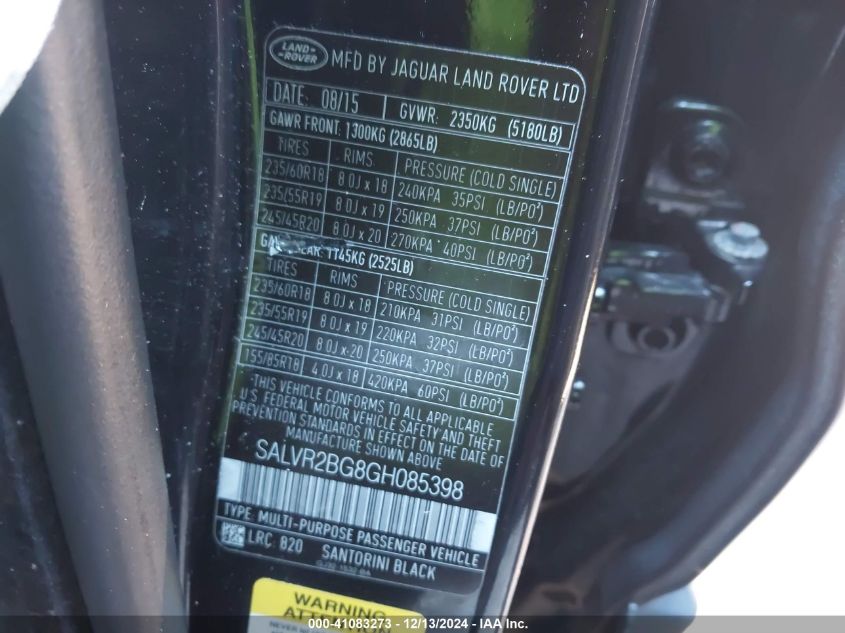 LAND
ROVER
MFD BY JAGUAR LAND ROVER LTD
DATE: 08/15 GVWR: 2350KG (5180LB)
GAWR FRONT: 1300KG (2865LB)
TIRES RIMS PRESSURE (COLD SINGLE)
235/60R18 8.0J x 18 240KPA 35PSI (LB/PO²)
235/55R19 8.0J x 19 250KPA 37PSI (LB/PO²)
245/45R20 8.0J x 20 270KPA 40PSI (LB/PO²)
1145KG (2525LB)
TIRES RIMS PRESSURE (COLD SINGLE)
235/60R18 8.0J x 18 210KPA 31PSI (LB/PO²)
235/55R19 8.0J x 19 220KPA 32PSI (LB/PO²)
245/45R20 8.0J x 20 250KPA 37PSI (LB/PO²)
155/85R18 4.0J x 18 420KPA 60PSI (LB/PO²)
THIS VEHICLE CONFORMS TO ALL APPLICABLE
U.S FEDERAL MOTOR VEHICLE SAFETY AND THEFT
PREVENTION STANDARDS IN EFFECT ON THE DATE
OF MANUFACTURE SHOWN ABOVE
SALVR2BG8GH085398
TYPE: MULTI-PURPOSE PASSENGER VEHICLE
LRC: 820 SANTORINI BLACK
WARNING
ATTENTION
© IAAI-41083273 - 12/13/2024 - IAA Inc.